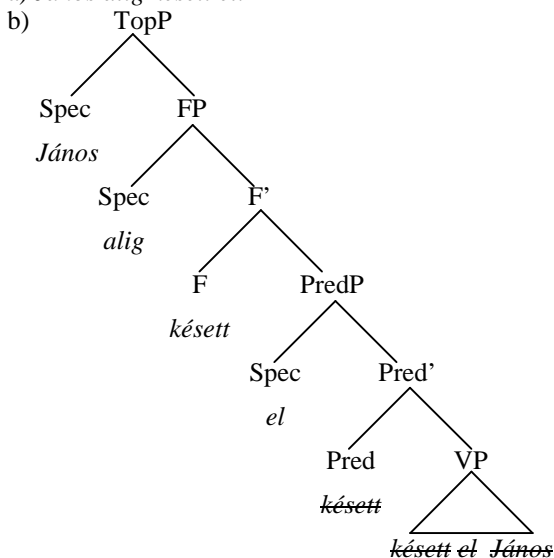 b) TopP
Spec FP
János
Spec F’
alig
F PredP
késett
Spec Pred’
el
Pred VP
késett
késett el János